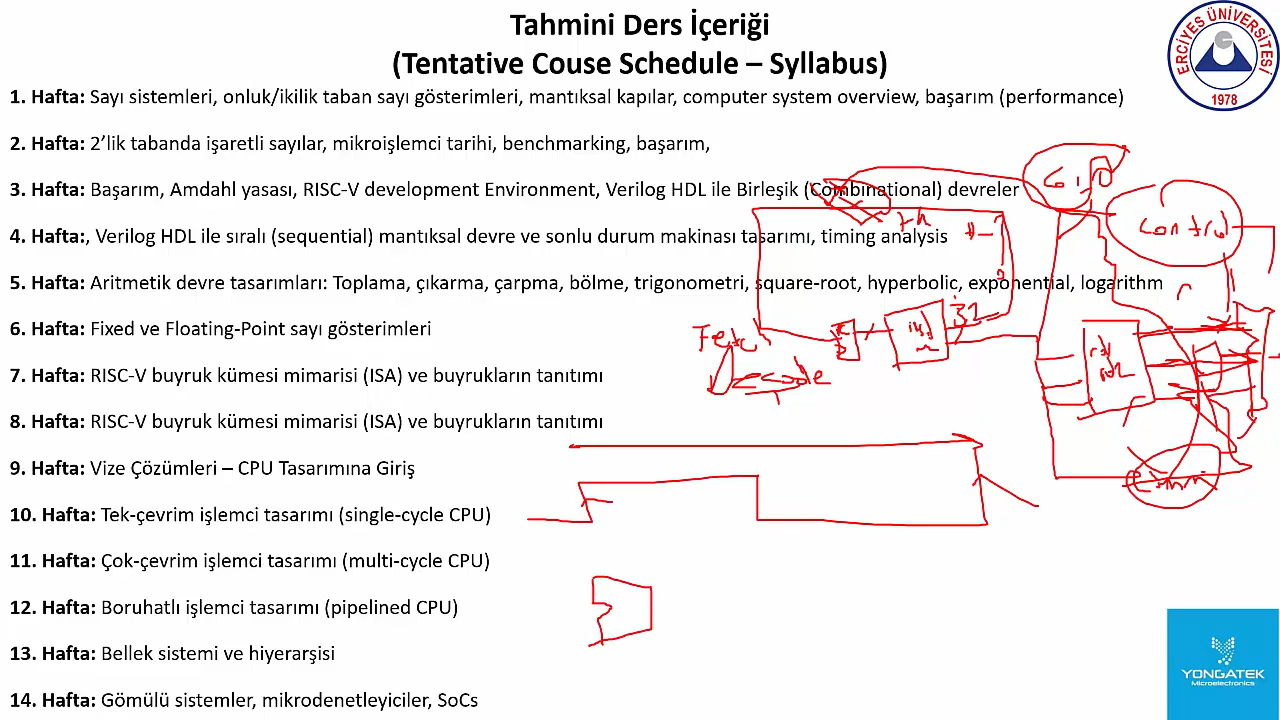 Tahmini Ders İçeriği
(Tentative Couse Schedule – Syllabus)
ERCİYES ÜNİVERSİTESİ
1978
1. Hafta: Sayı sistemleri, onluk/ikilik taban sayı gösterimleri, mantıksal kapılar, computer system overview, başarım (performance)
2. Hafta: 2’lik tabanda işaretli sayılar, mikroişlemci tarihi, benchmarking, başarım,
3. Hafta: Başarım, Amdahl yasası, RISC-V development Environment, Verilog HDL ile Birleşik (Combinational) devreler
4. Hafta:, Verilog HDL ile sıralı (sequential) mantıksal devre ve sonlu durum makinası tasarımı, timing analysis
5. Hafta: Aritmetik devre tasarımları: Toplama, çıkarma, çarpma, bölme, trigonometri, square-root, hyperbolic, exponential, logarithm
6. Hafta: Fixed ve Floating-Point sayı gösterimleri
7. Hafta: RISC-V buyruk kümesi mimarisi (ISA) ve buyrukların tanıtımı
8. Hafta: RISC-V buyruk kümesi mimarisi (ISA) ve buyrukların tanıtımı
9. Hafta: Vize Çözümleri – CPU Tasarımına Giriş
10. Hafta: Tek-çevrim işlemci tasarımı (single-cycle CPU)
11. Hafta: Çok-çevrim işlemci tasarımı (multi-cycle CPU)
12. Hafta: Boruhatlı işlemci tasarımı (pipelined CPU)
13. Hafta: Bellek sistemi ve hiyerarşisi
14. Hafta: Gömülü sistemler, mikrodenetleyiciler, SoCs
Control
32
Fetch
Decode
YONGATEK
Microelectronics